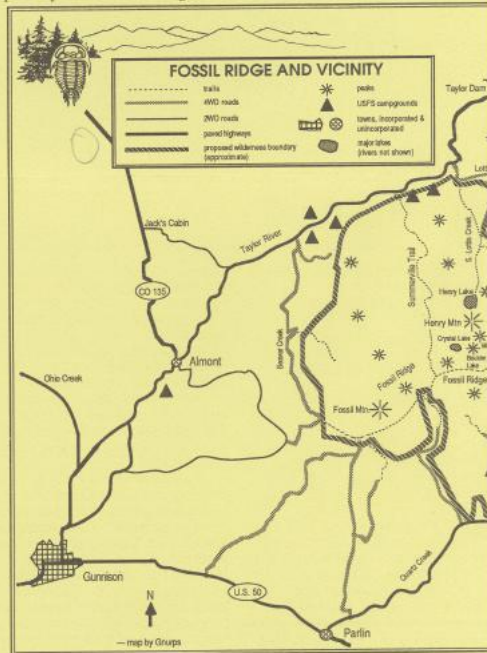 FOSSIL RIDGE AND VICINITY
trails
4WD roads
2WD roads
paved highways
proposed wilderness boundary
(approximate)
peaks
USFS campgrounds
towns, incorporated &
unincorporated
major lakes
(rivers not shown)
Taylor Dam
Jack's Cabin
Taylor River
Summerville Trail
S. Lottis Creek
CO 135
Henry Lake
Henry Mtn
Crystal Lake
Almont
Beaver Creek
Ohio Creek
Fossil Ridge
Fossil Ridge
Fossil Mtn
Quartz Creek
Gunnison
U.S. 50
N
Parlin
— map by Gnurps